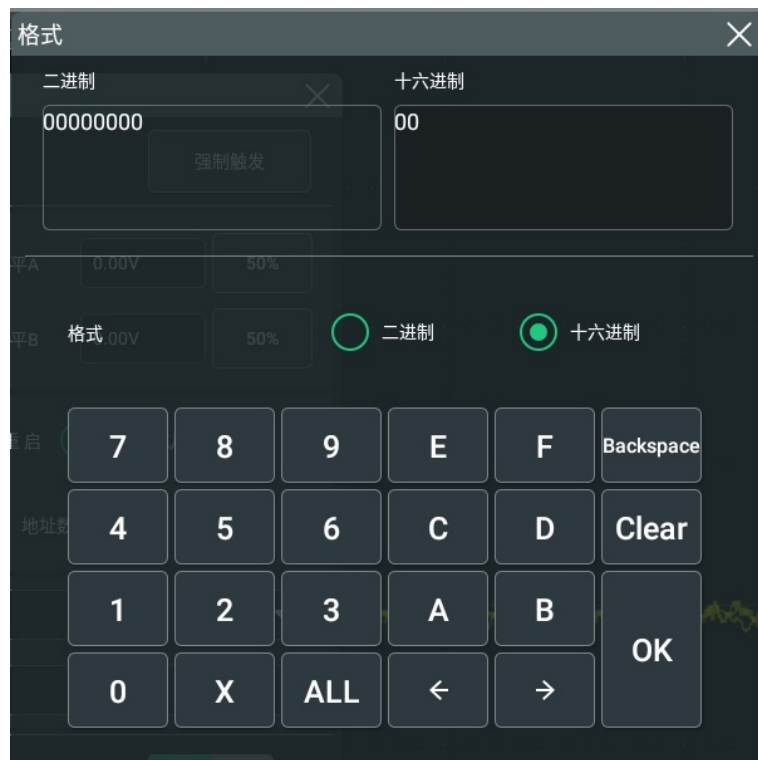 格式
二进制
十六进制
00000000
00
强制触发
平A
0.00V
50%
平B
格式
.00V
50%
二进制
十六进制
启
7
8
9
E
F
Backspace
地址数
4
5
6
C
D
Clear
1
2
3
A
B
OK
0
X
ALL
←
→